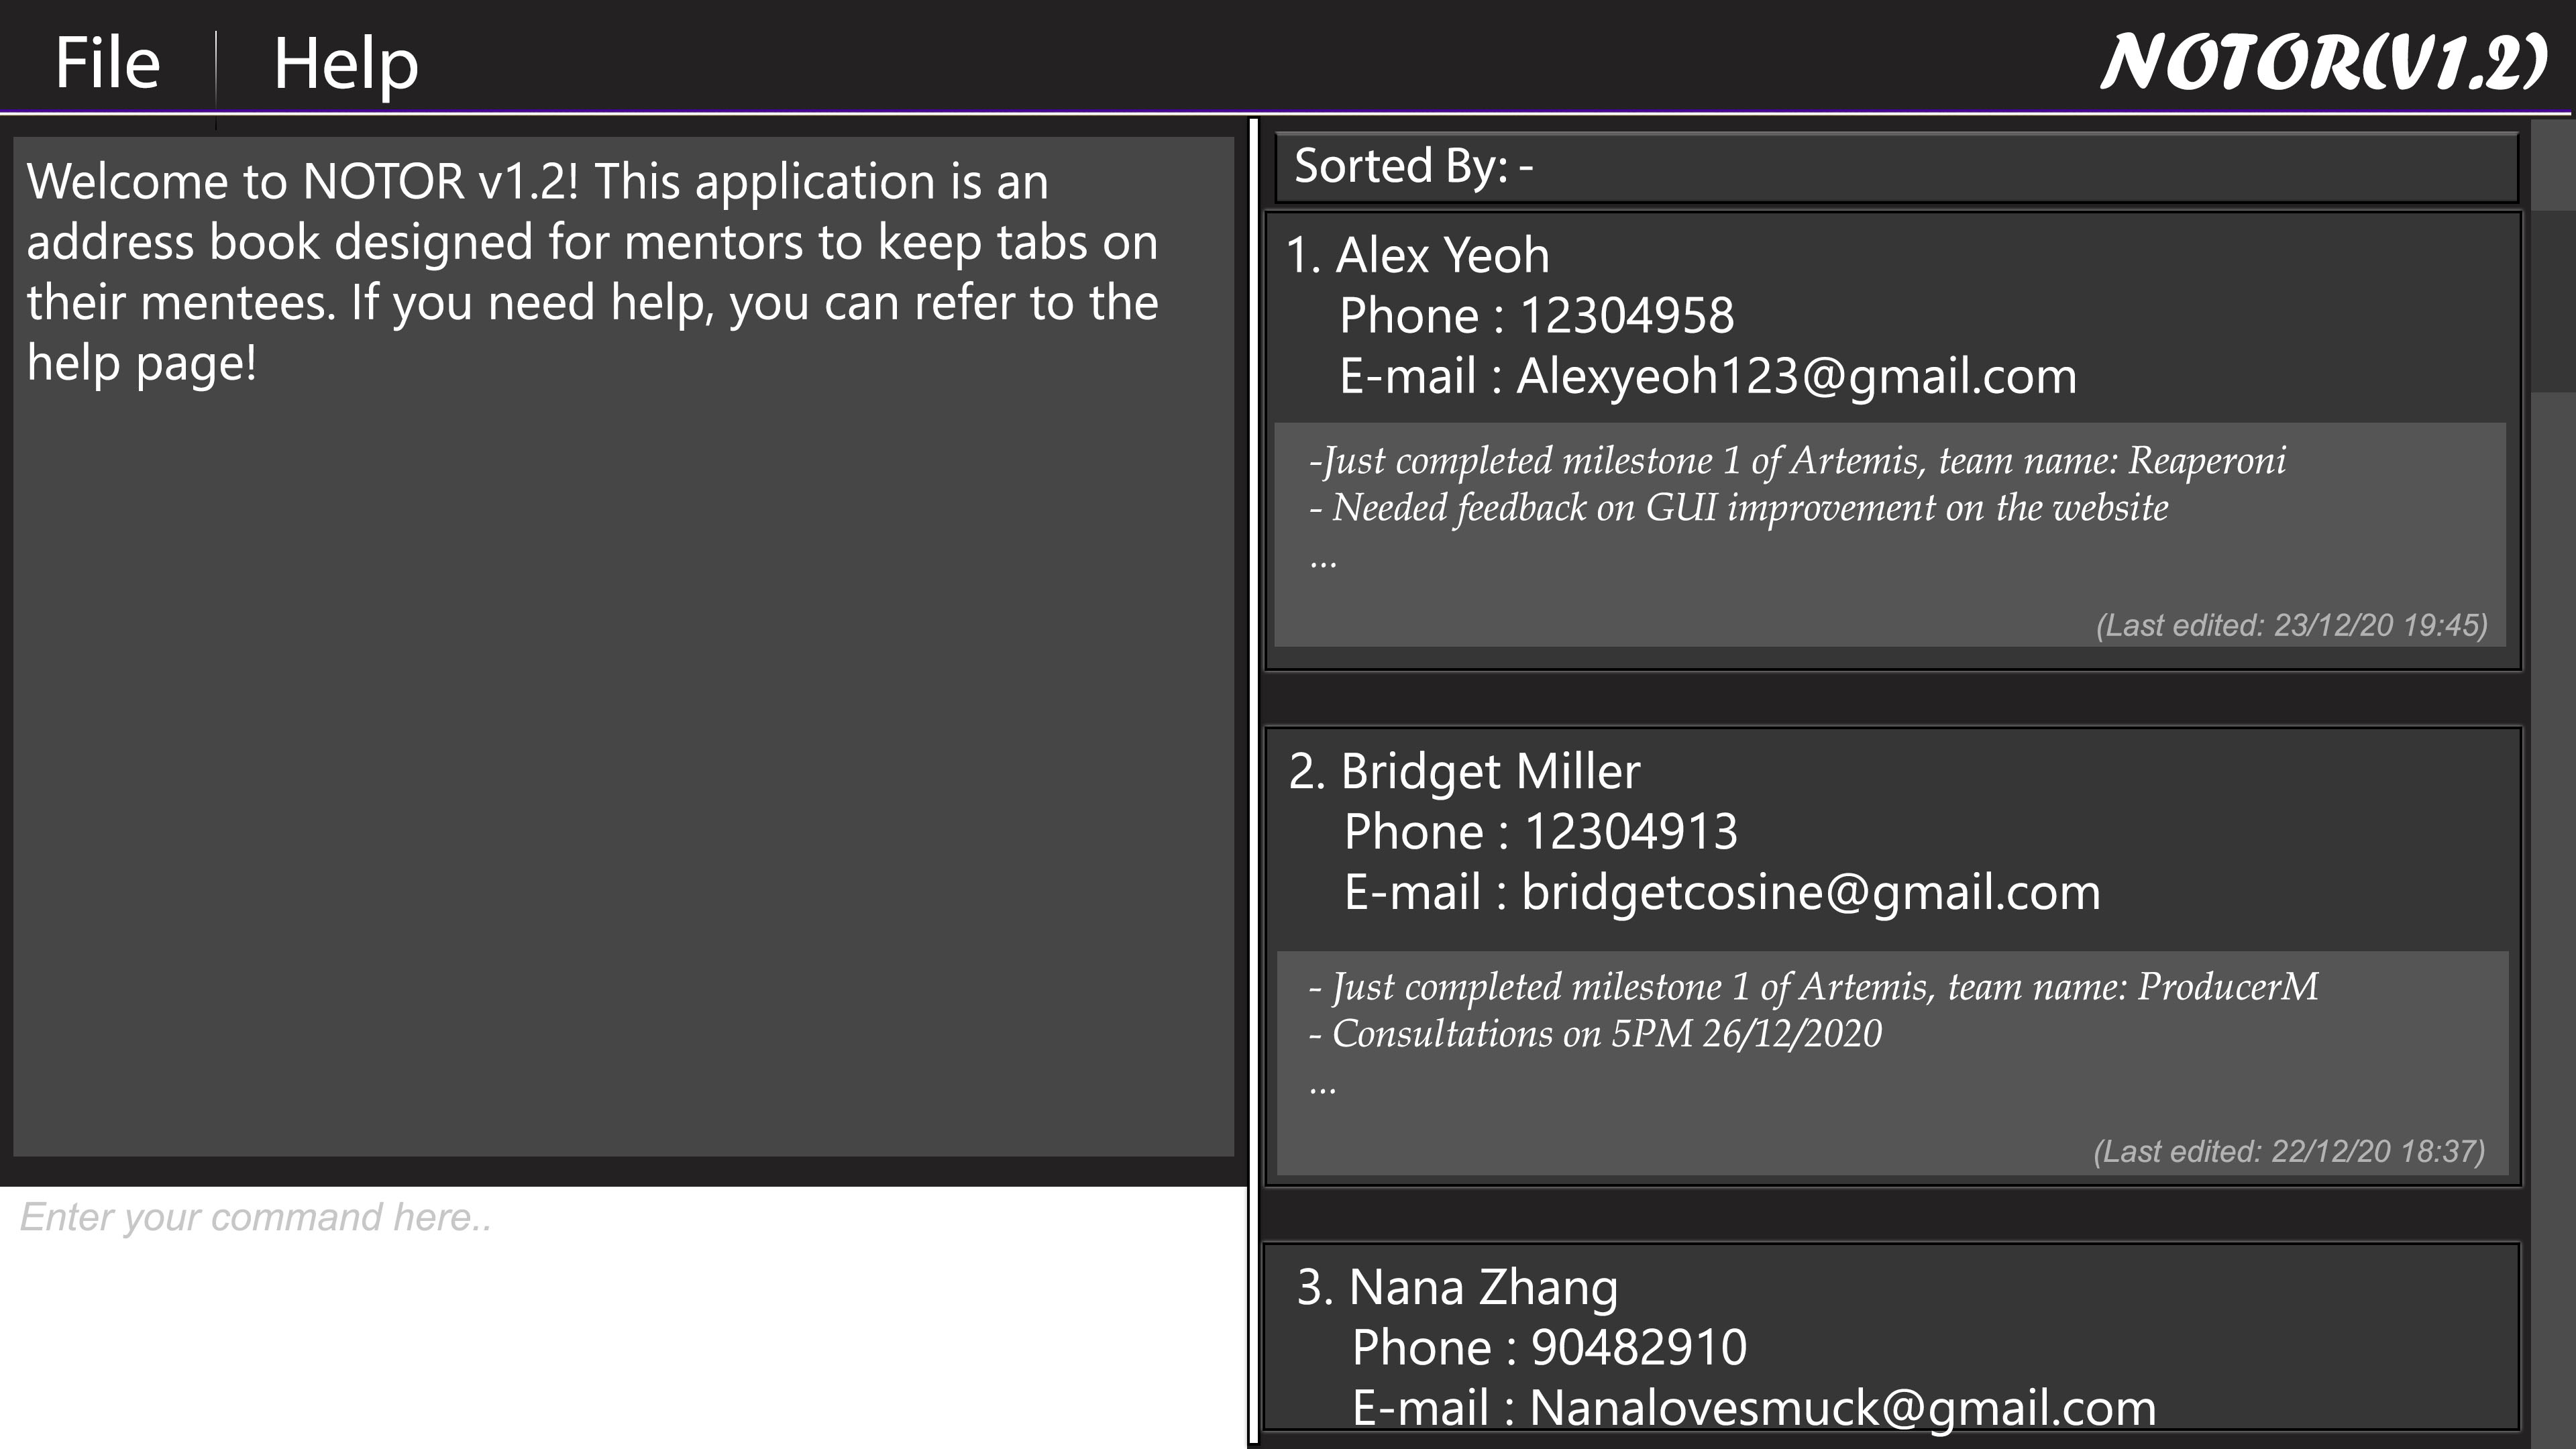 File
Help
NOTOR(V1.2)
Welcome to NOTOR v1.2! This application is an
address book designed for mentors to keep tabs on
their mentees. If you need help, you can refer to the
help page!
Enter your command here..
Sorted By: -
1. Alex Yeoh
Phone : 12304958
E-mail : Alexyeoh123@gmail.com
-Just completed milestone 1 of Artemis, team name: Reaperoni
- Needed feedback on GUI improvement on the website
...
(Last edited: 23/12/20 19:45)
2. Bridget Miller
Phone : 12304913
E-mail : bridgetcosine@gmail.com
- Just completed milestone 1 of Artemis, team name: ProducerM
- Consultations on 5PM 26/12/2020
...
(Last edited: 22/12/20 18:37)
3. Nana Zhang
Phone : 90482910
E-mail : Nanalovesmuck@gmail.com